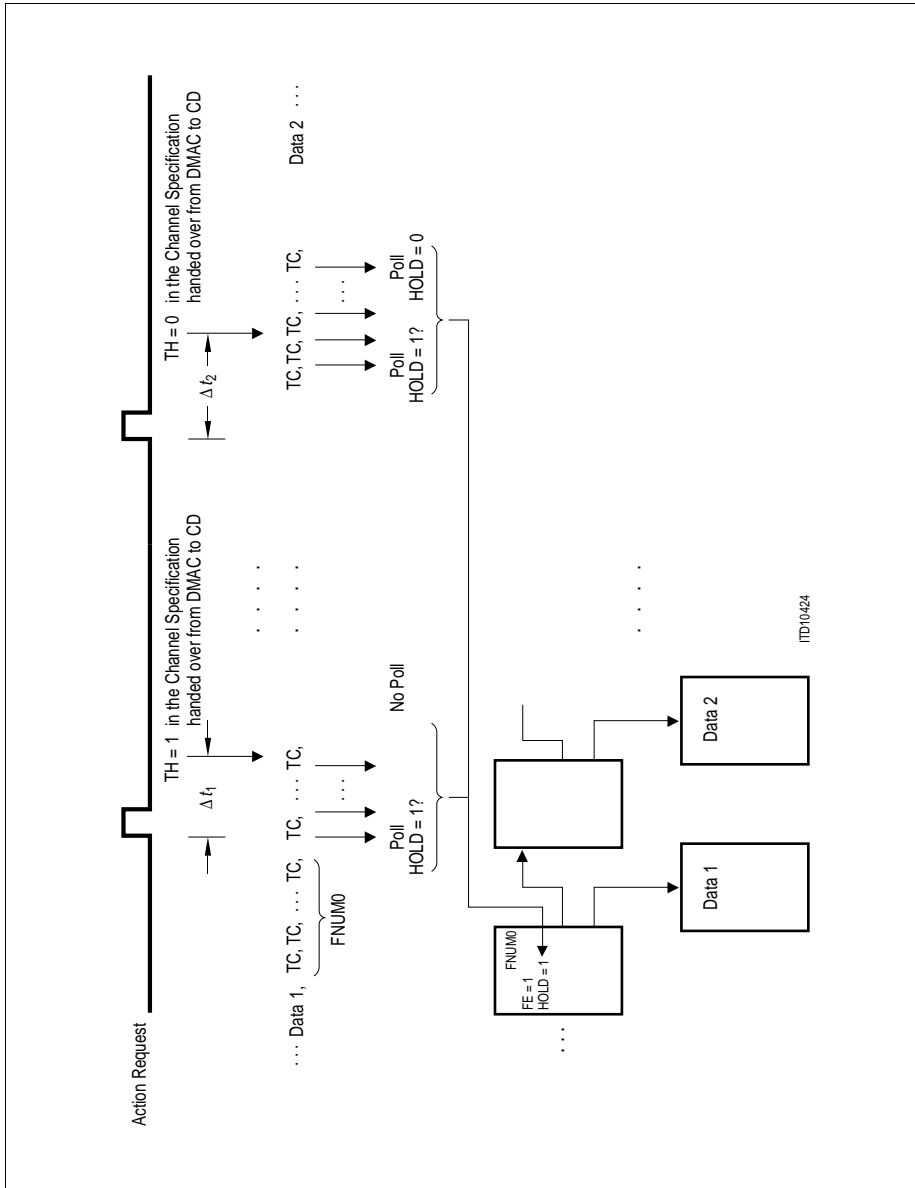 Action Request
TH = 1 in the Channel Specification
handed over from DMAC to CD
TH = 0 in the Channel Specification
handed over from DMAC to CD
Δt₁
Δt₂
. . . .
. . . Data 1, TC, TC, . . . TC, TC, . . . TC,
. . . .
TC, TC, TC, . . . TC,
Data 2 . . .
FNUM0
. . .
. . .
Poll
HOLD = 1?
No Poll
Poll
HOLD = 1?
Poll
HOLD = 0
. . .
FNUM0
FE = 1
HOLD = 1
Data 1
Data 2
. . . .
ITD10424